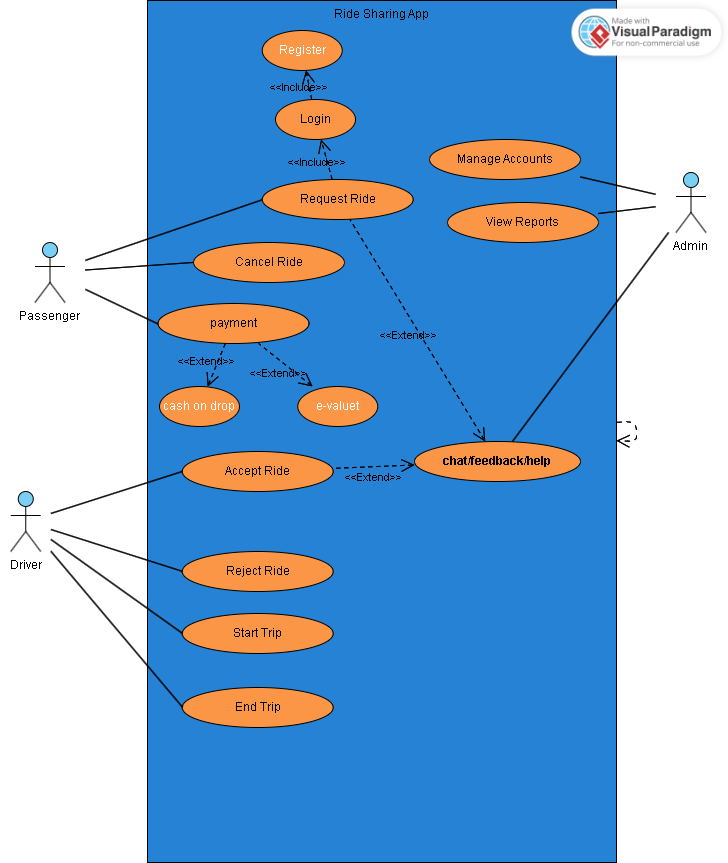 Ride Sharing App
Made with
Visual Paradigm
For non-commercial use
Register
<<Include>>
Login
<<Include>>
Manage Accounts
Request Ride
View Reports
Admin
Cancel Ride
Passenger
payment
<<Extend>>
<<Extend>>
<<Extend>>
cash on drop
e-valuet
chat/feedback/help
Accept Ride
<<Extend>>
Driver
Reject Ride
Start Trip
End Trip